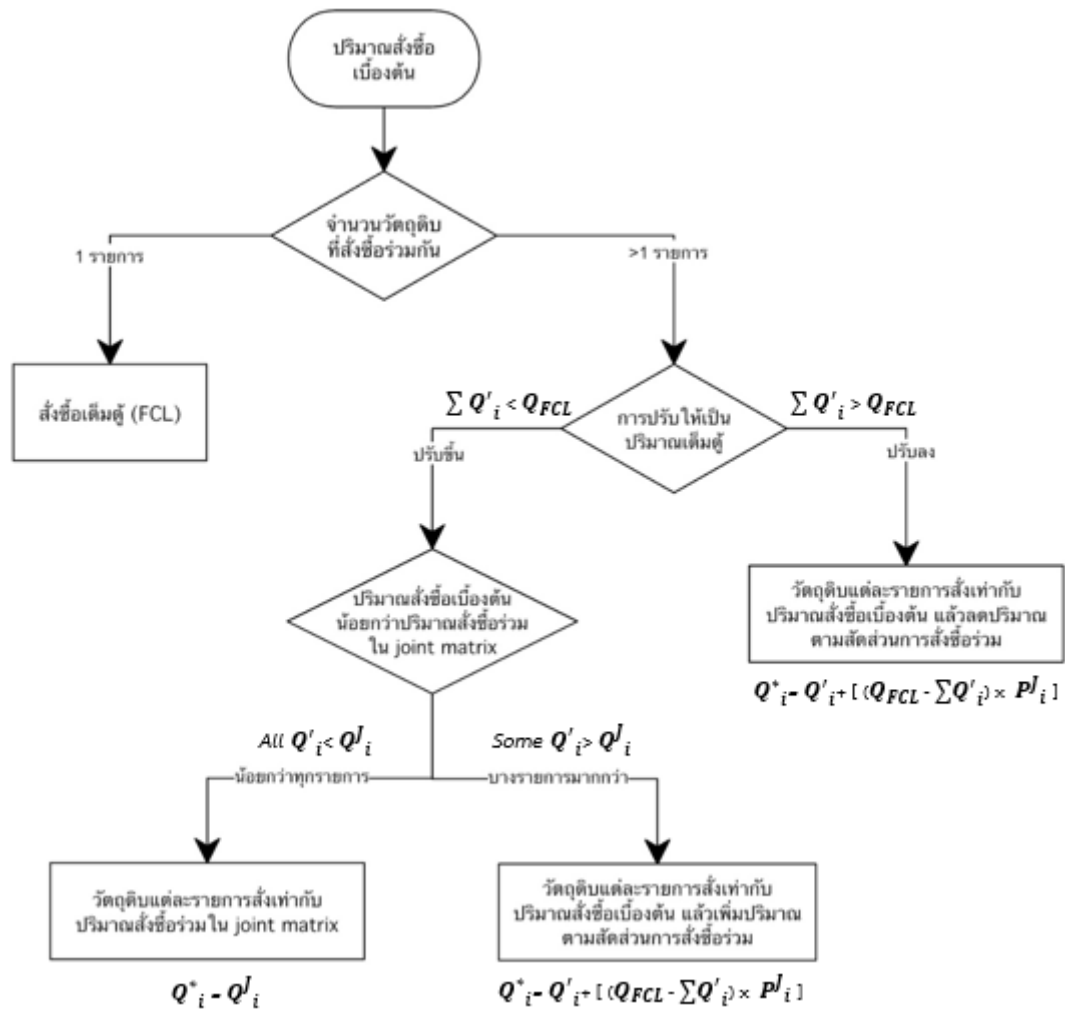 ปริมาณสั่งซื้อ
เบื้องต้น
จำนวนวัตถุดิบ
ที่สั่งซื้อร่วมกัน
1 รายการ
>1 รายการ
สั่งซื้อเต็มตู้ (FCL)
∑ Q'i < QFCL
การปรับให้เป็น
ปริมาณเต็มตู้
∑ Q'i > QFCL
ปรับขึ้น
ปรับลง
ปริมาณสั่งซื้อเบื้องต้น
น้อยกว่าปริมาณสั่งซื้อร่วม
ใน joint matrix
วัตถุดิบแต่ละรายการสั่งเท่ากับ
ปริมาณสั่งซื้อเบื้องต้น แล้วลดปริมาณ
ตามสัดส่วนการสั่งซื้อร่วม
Q*i = Q'i + [ (QFCL - ∑Q'i) × PJi ]
All Q'i < QJi
น้อยกว่าทุกรายการ
Some Q'i > QJi
บางรายการมากกว่า
วัตถุดิบแต่ละรายการสั่งเท่ากับ
ปริมาณสั่งซื้อร่วมใน joint matrix
Q*i = QJi
วัตถุดิบแต่ละรายการสั่งเท่ากับ
ปริมาณสั่งซื้อเบื้องต้น แล้วเพิ่มปริมาณ
ตามสัดส่วนการสั่งซื้อร่วม
Q*i = Q'i + [ (QFCL - ∑Q'i) × PJi ]